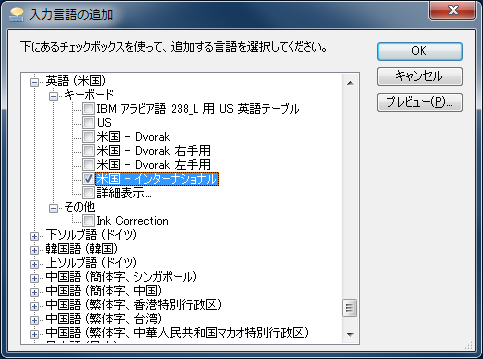 入力言語の追加
下にあるチェックボックスを使って、追加する言語を選択してください。
OK
キャンセル
プレビュー(P)...
英語 (米国)
キーボード
IBM アラビア語 238_L 用 US 英語テーブル
US
米国 - Dvorak
米国 - Dvorak 右手用
米国 - Dvorak 左手用
米国 - インターナショナル
詳細表示...
その他
Ink Correction
下ソルブ語 (ドイツ)
韓国語 (韓国)
上ソルブ語 (ドイツ)
中国語 (簡体字、シンガポール)
中国語 (簡体字、中国)
中国語 (繁体字、香港特別行政区)
中国語 (繁体字、台湾)
中国語 (繁体字、中華人民共和国マカオ特別行政区)